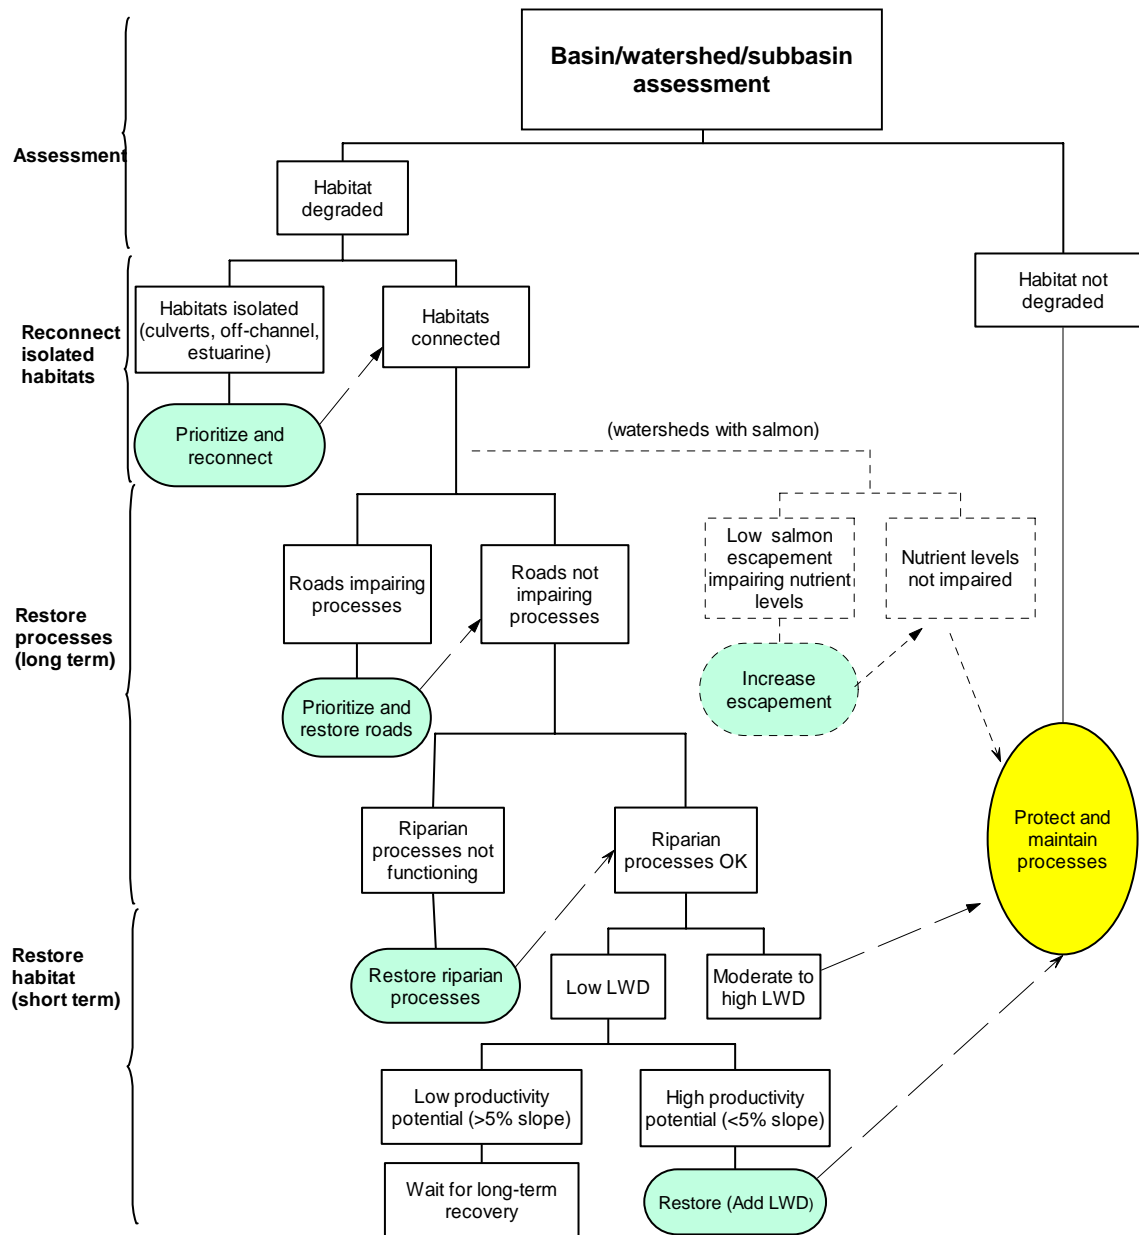 Basin/watershed/subbasin
assessment
Assessment
Habitat
degraded
Habitat not
degraded
Reconnect
isolated
habitats
Habitats isolated
(culverts, off-channel,
estuarine)
Habitats
connected
Prioritize and
reconnect
(watersheds with salmon)
Restore
processes
(long term)
Roads impairing
processes
Roads not
impairing
processes
Low  salmon
escapement
impairing nutrient
levels
Nutrient levels
not impaired
Prioritize and
restore roads
Increase
escapement
Riparian
processes not
functioning
Riparian
processes OK
Protect and
maintain
processes
Restore
habitat
(short term)
Restore riparian
processes
Low LWD
Moderate to
high LWD
Low productivity
potential (>5% slope)
High productivity
potential (<5% slope)
Wait for long-term
recovery
Restore (Add LWD)